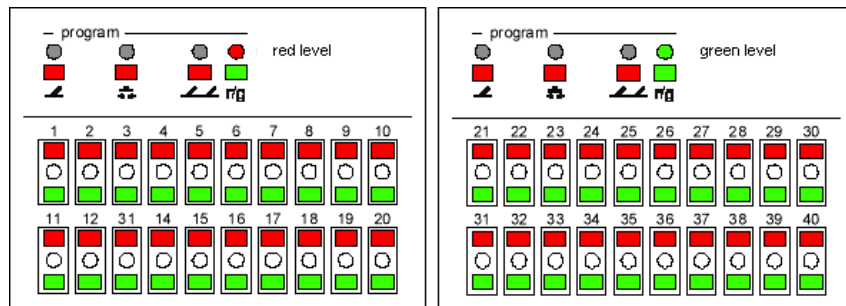 program
red level
r/g
1 2 3 4 5 6 7 8 9 10
11 12 31 14 15 16 17 18 19 20
program
green level
r/g
21 22 23 24 25 26 27 28 29 30
31 32 33 34 35 36 37 38 39 40